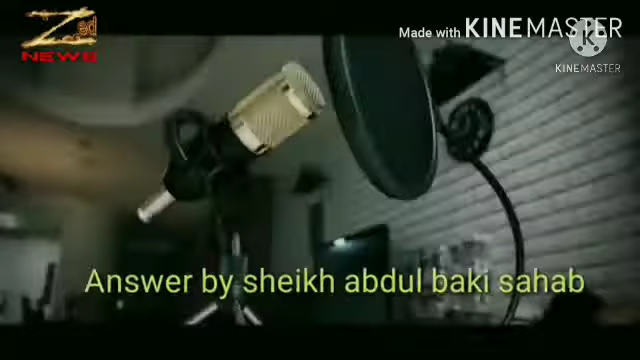 Zed
NEWS
Made with KINEMASTER
KINEMASTER
Answer by sheikh abdul baki sahab